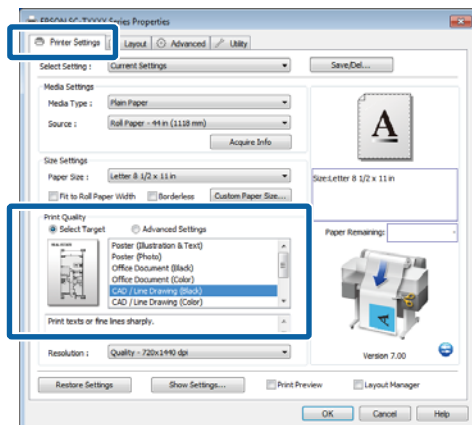 EPSON SC-TXXXX Series Properties
Printer Settings Layout Advanced Utility
Select Setting : Current Settings Save/Del...
Media Settings
Media Type : Plain Paper
Source : Roll Paper - 44 in (1118 mm)
Acquire Info
Size Settings
Paper Size : Letter 8 1/2 x 11 in
Fit to Roll Paper Width Borderless Custom Paper Size...
A
Size:Letter 8 1/2 x 11 in
Print Quality
Select Target Advanced Settings
Poster (Illustration & Text)
Poster (Photo)
Office Document (Black)
Office Document (Color)
CAD / Line Drawing (Black)
CAD / Line Drawing (Color)
Print texts or fine lines sharply.
Paper Remaining:
A
Resolution : Quality - 720x1440 dpi
Version 7.00
Restore Settings Show Settings... Print Preview Layout Manager
OK Cancel Help